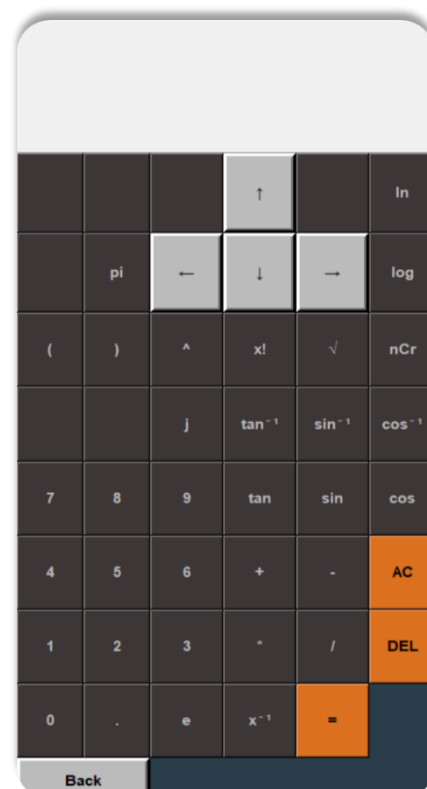 ↑ ln
pi ← ↓ → log
( ) ^ x! √ nCr
j tan⁻¹ sin⁻¹ cos⁻¹
7 8 9 tan sin cos
4 5 6 + - AC
1 2 3 * / DEL
0 . e x⁻¹ =
Back